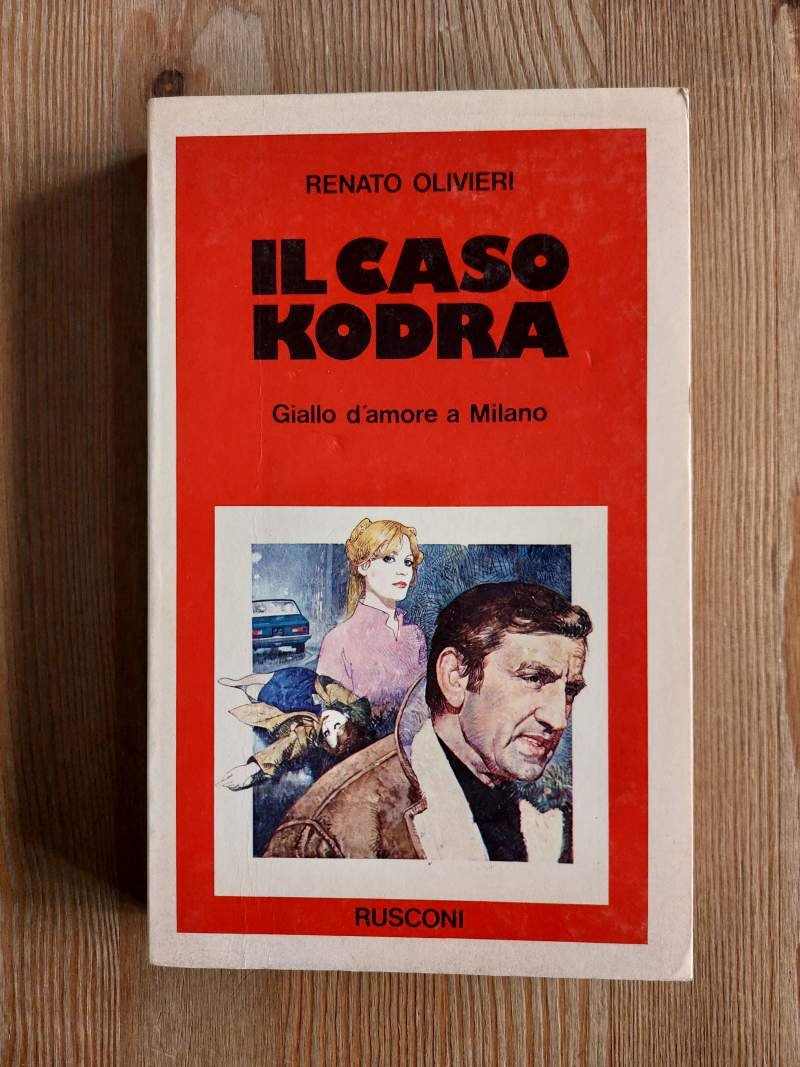 RENATO OLIVIERI
IL CASO
KODRA
Giallo d'amore a Milano
RUSCONI